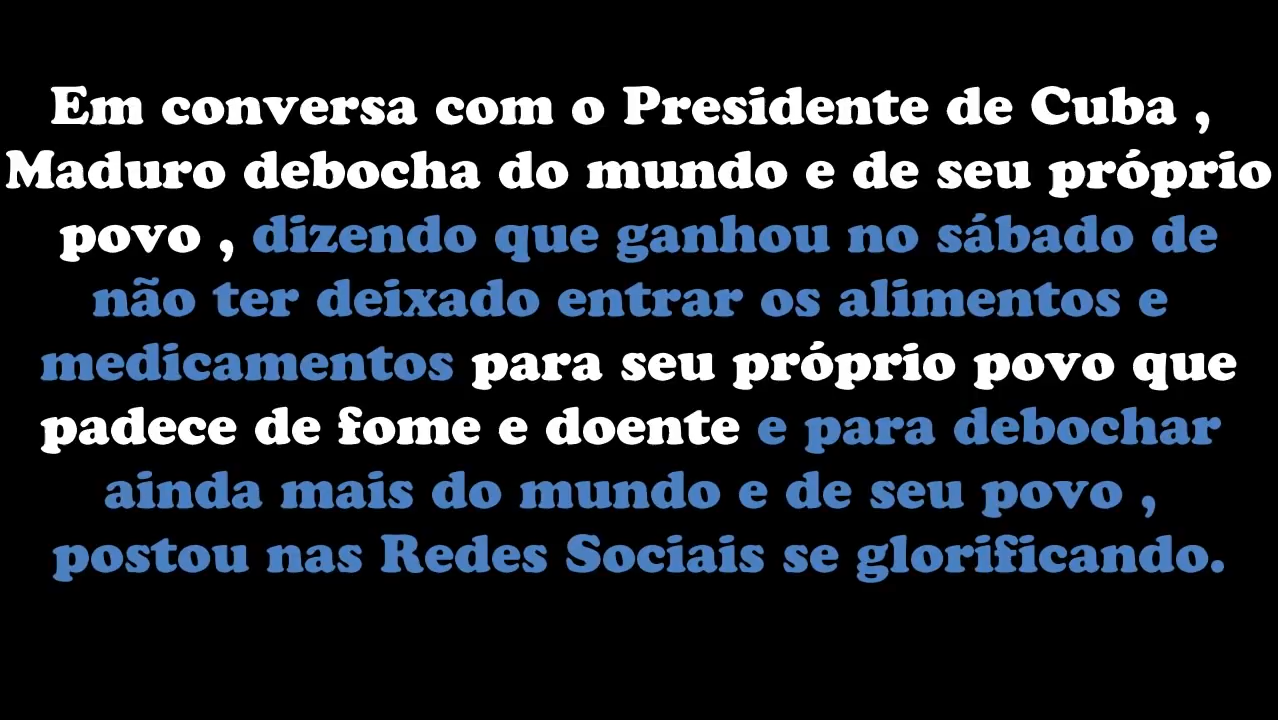 Em conversa com o Presidente de Cuba ,
Maduro debocha do mundo e de seu próprio
povo , dizendo que ganhou no sábado de
não ter deixado entrar os alimentos e
medicamentos para seu próprio povo que
padece de fome e doente e para debochar
ainda mais do mundo e de seu povo ,
postou nas Redes Sociais se glorificando.